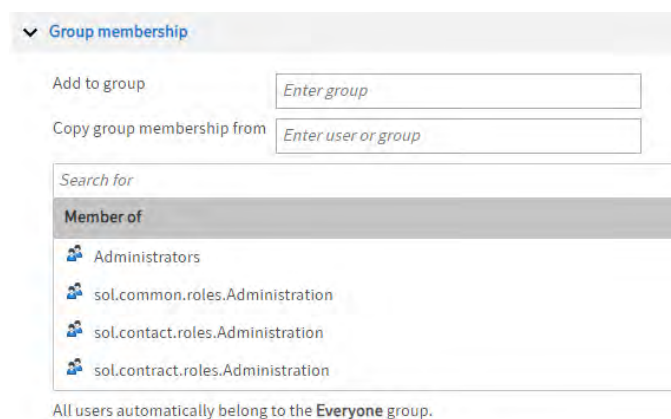 Group membership
Add to group
Enter group
Copy group membership from
Enter user or group
Search for
Member of
Administrators
sol.common.roles.Administration
sol.contact.roles.Administration
sol.contract.roles.Administration
All users automatically belong to the Everyone group.